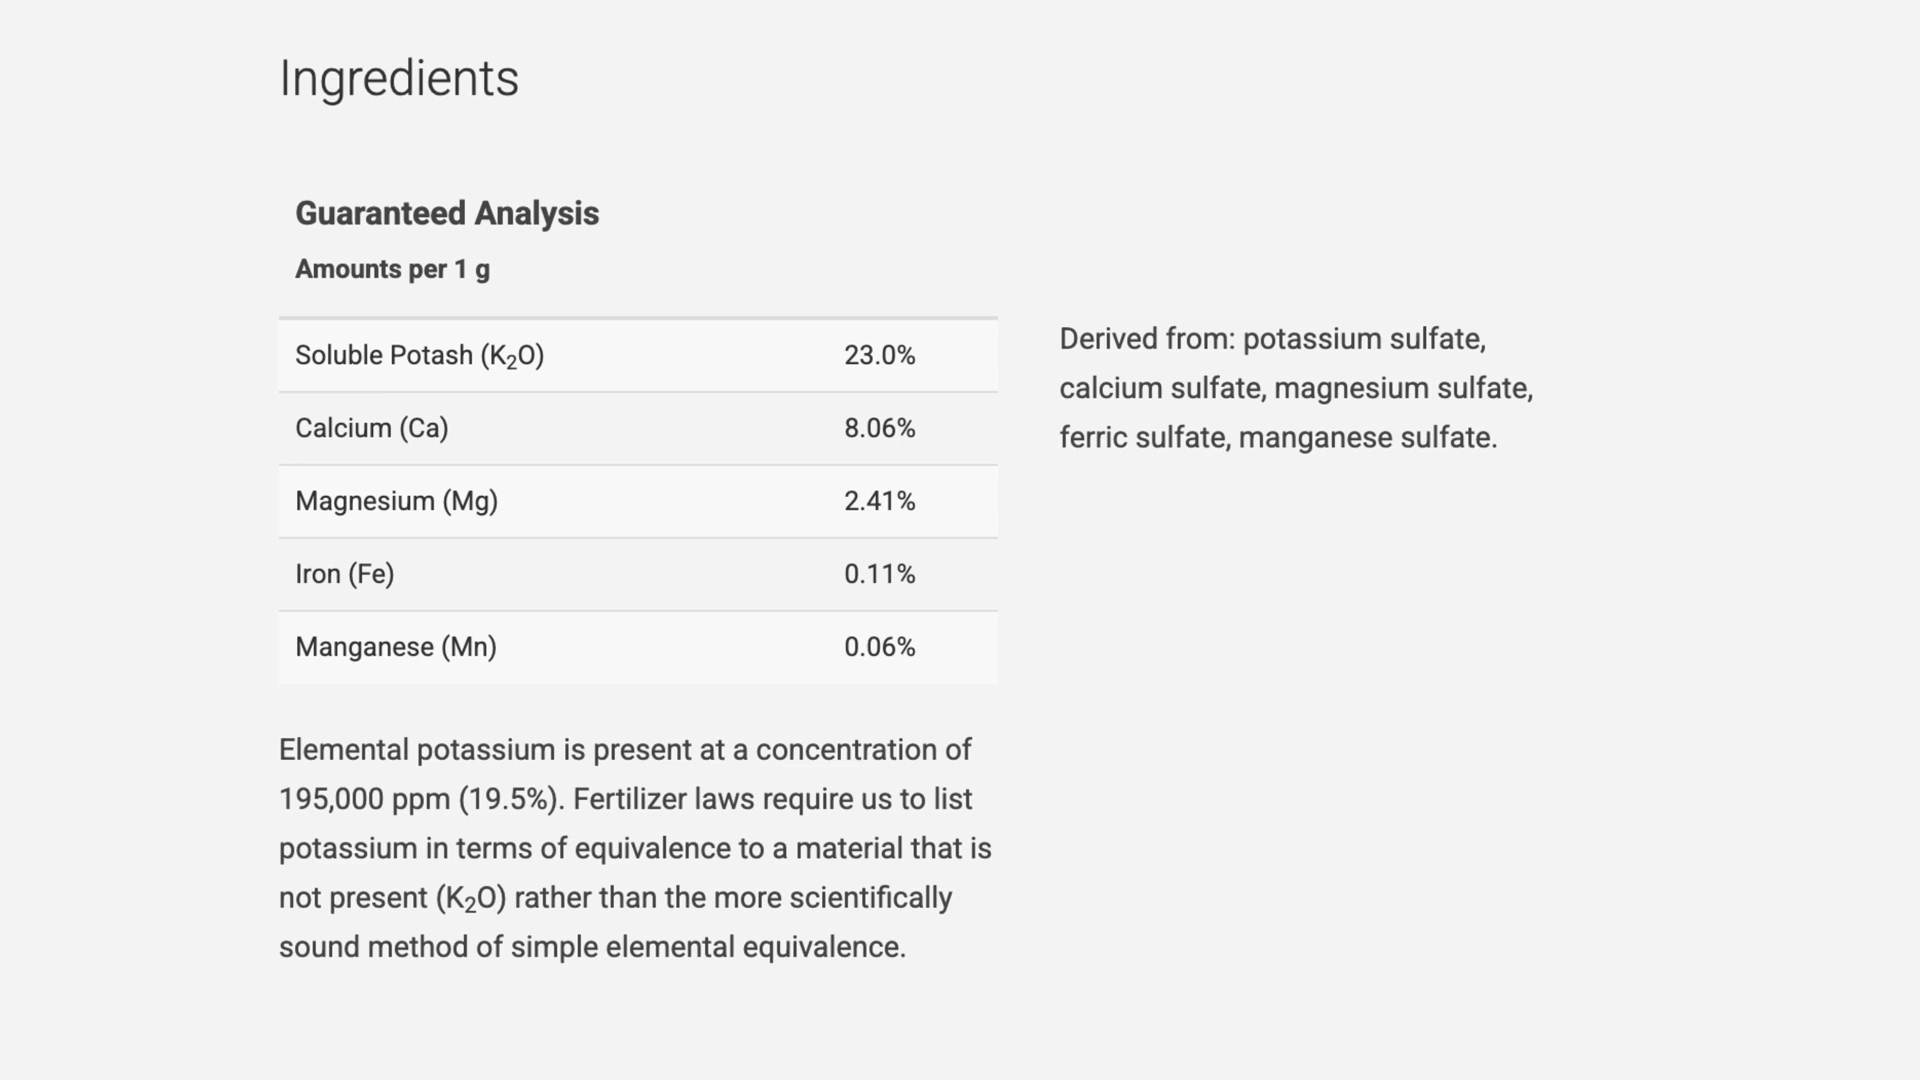 Ingredients
Guaranteed Analysis
Amounts per 1 g
Soluble Potash (K₂O) 23.0%
Calcium (Ca) 8.06%
Magnesium (Mg) 2.41%
Iron (Fe) 0.11%
Manganese (Mn) 0.06%
Elemental potassium is present at a concentration of
195,000 ppm (19.5%). Fertilizer laws require us to list
potassium in terms of equivalence to a material that is
not present (K₂O) rather than the more scientifically
sound method of simple elemental equivalence.
Derived from: potassium sulfate,
calcium sulfate, magnesium sulfate,
ferric sulfate, manganese sulfate.